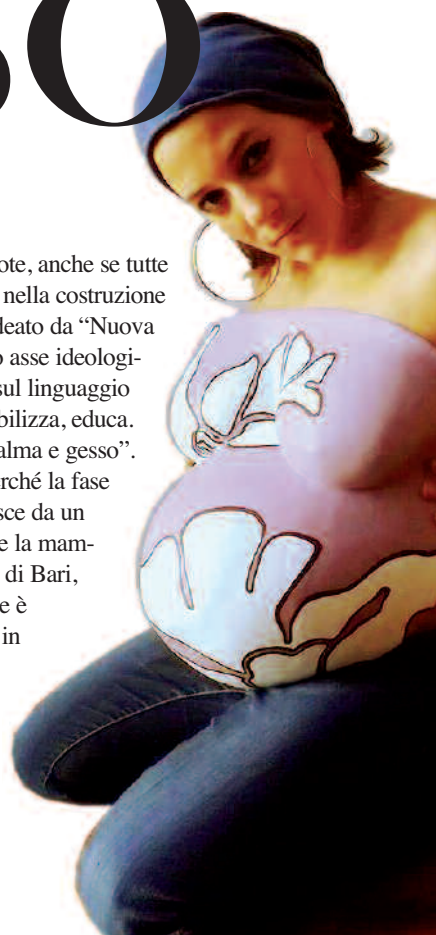 O
ote, anche se tutte
nella costruzione
deato da “Nuova
o asse ideologi-
sul linguaggio
bilizza, educa.
alma e gesso”.
rché la fase
sce da un
e la mam-
di Bari,
e è
in